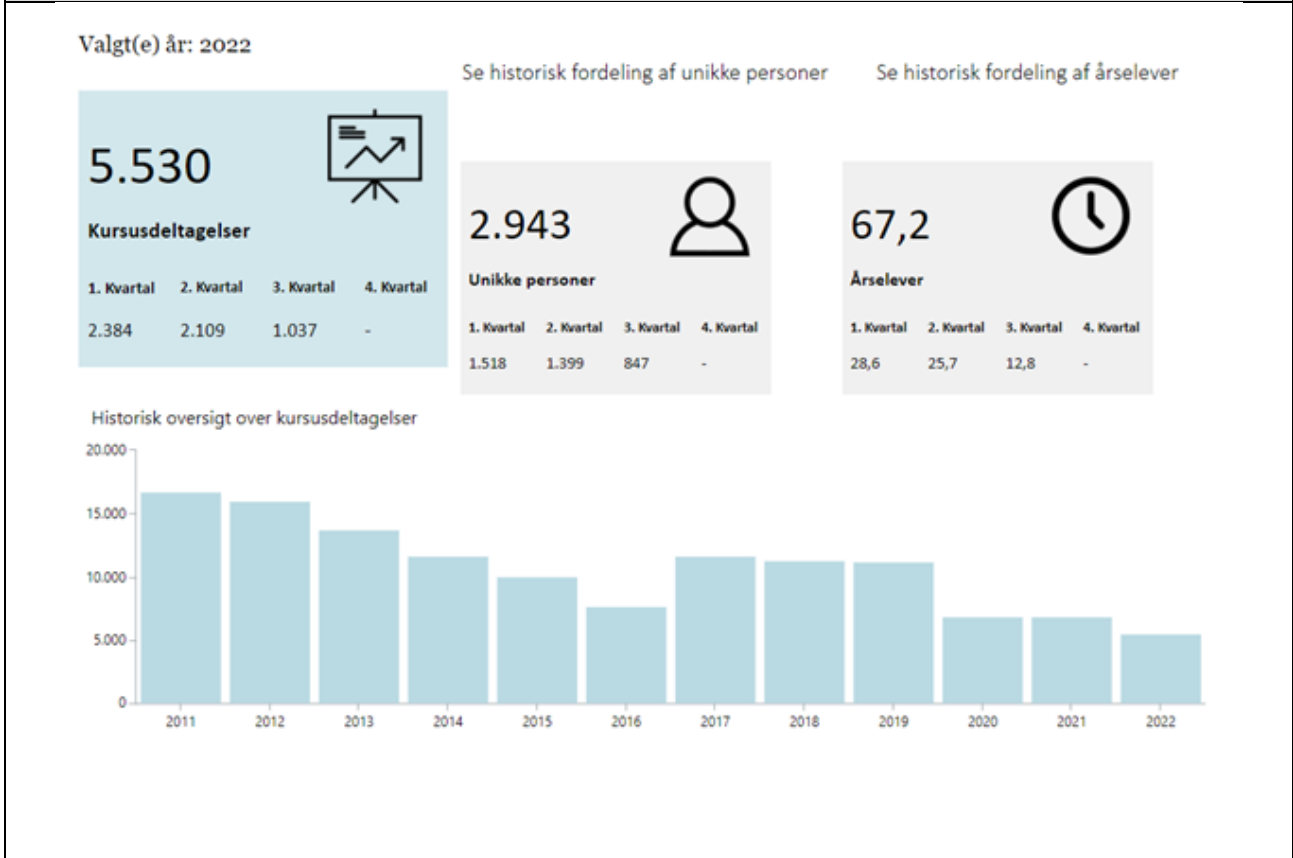 Valgt(e) år: 2022
Se historisk fordeling af unikke personer
Se historisk fordeling af årselever
5.530
Kursusdeltagelser
1. Kvartal 2. Kvartal 3. Kvartal 4. Kvartal
2.384 2.109 1.037 -
2.943
Unikke personer
1. Kvartal 2. Kvartal 3. Kvartal 4. Kvartal
1.518 1.399 847 -
67,2
Årselever
1. Kvartal 2. Kvartal 3. Kvartal 4. Kvartal
28,6 25,7 12,8 -
Historisk oversigt over kursusdeltagelser
20.000
15.000
10.000
5.000
0
2011 2012 2013 2014 2015 2016 2017 2018 2019 2020 2021 2022